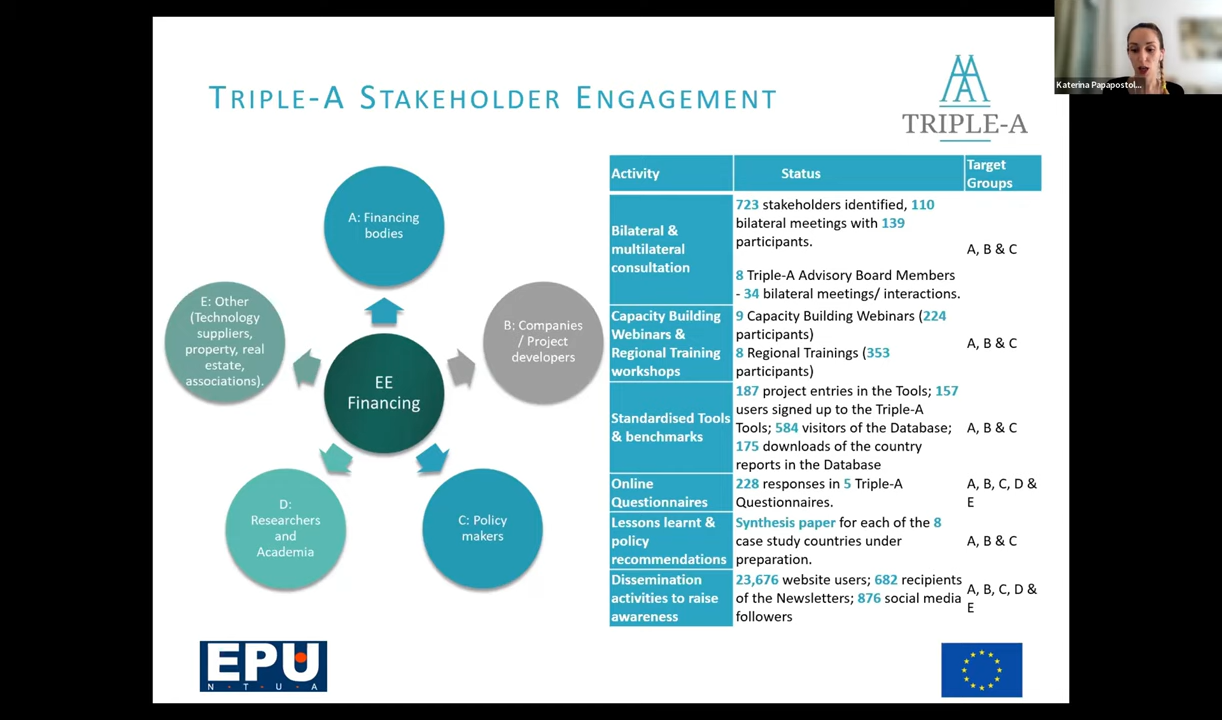 Katerina Papapostol...
TRIPLE-A STAKEHOLDER ENGAGEMENT
TRIPLE-A
A: Financing
bodies
B: Companies
/ Project
developers
C: Policy
makers
D:
Researchers
and
Academia
E: Other
(Technology
suppliers,
property, real
estate,
associations).
EE
Financing
Activity
Status
Target
Groups
Bilateral &
multilateral
consultation
723 stakeholders identified, 110
bilateral meetings with 139
participants.
8 Triple-A Advisory Board Members
- 34 bilateral meetings/ interactions.
A, B & C
Capacity Building
Webinars &
Regional Training
workshops
9 Capacity Building Webinars (224
participants)
8 Regional Trainings (353
participants)
A, B & C
Standardised Tools
& benchmarks
187 project entries in the Tools; 157
users signed up to the Triple-A
Tools; 584 visitors of the Database;
175 downloads of the country
reports in the Database
A, B & C
Online
Questionnaires
228 responses in 5 Triple-A
Questionnaires.
A, B, C, D &
E
Lessons learnt &
policy
recommendations
Synthesis paper for each of the 8
case study countries under
preparation.
A, B & C
Dissemination
activities to raise
awareness
23,676 website users; 682 recipients
of the Newsletters; 876 social media
followers
A, B, C, D &
E
EPU
N·T·U·A